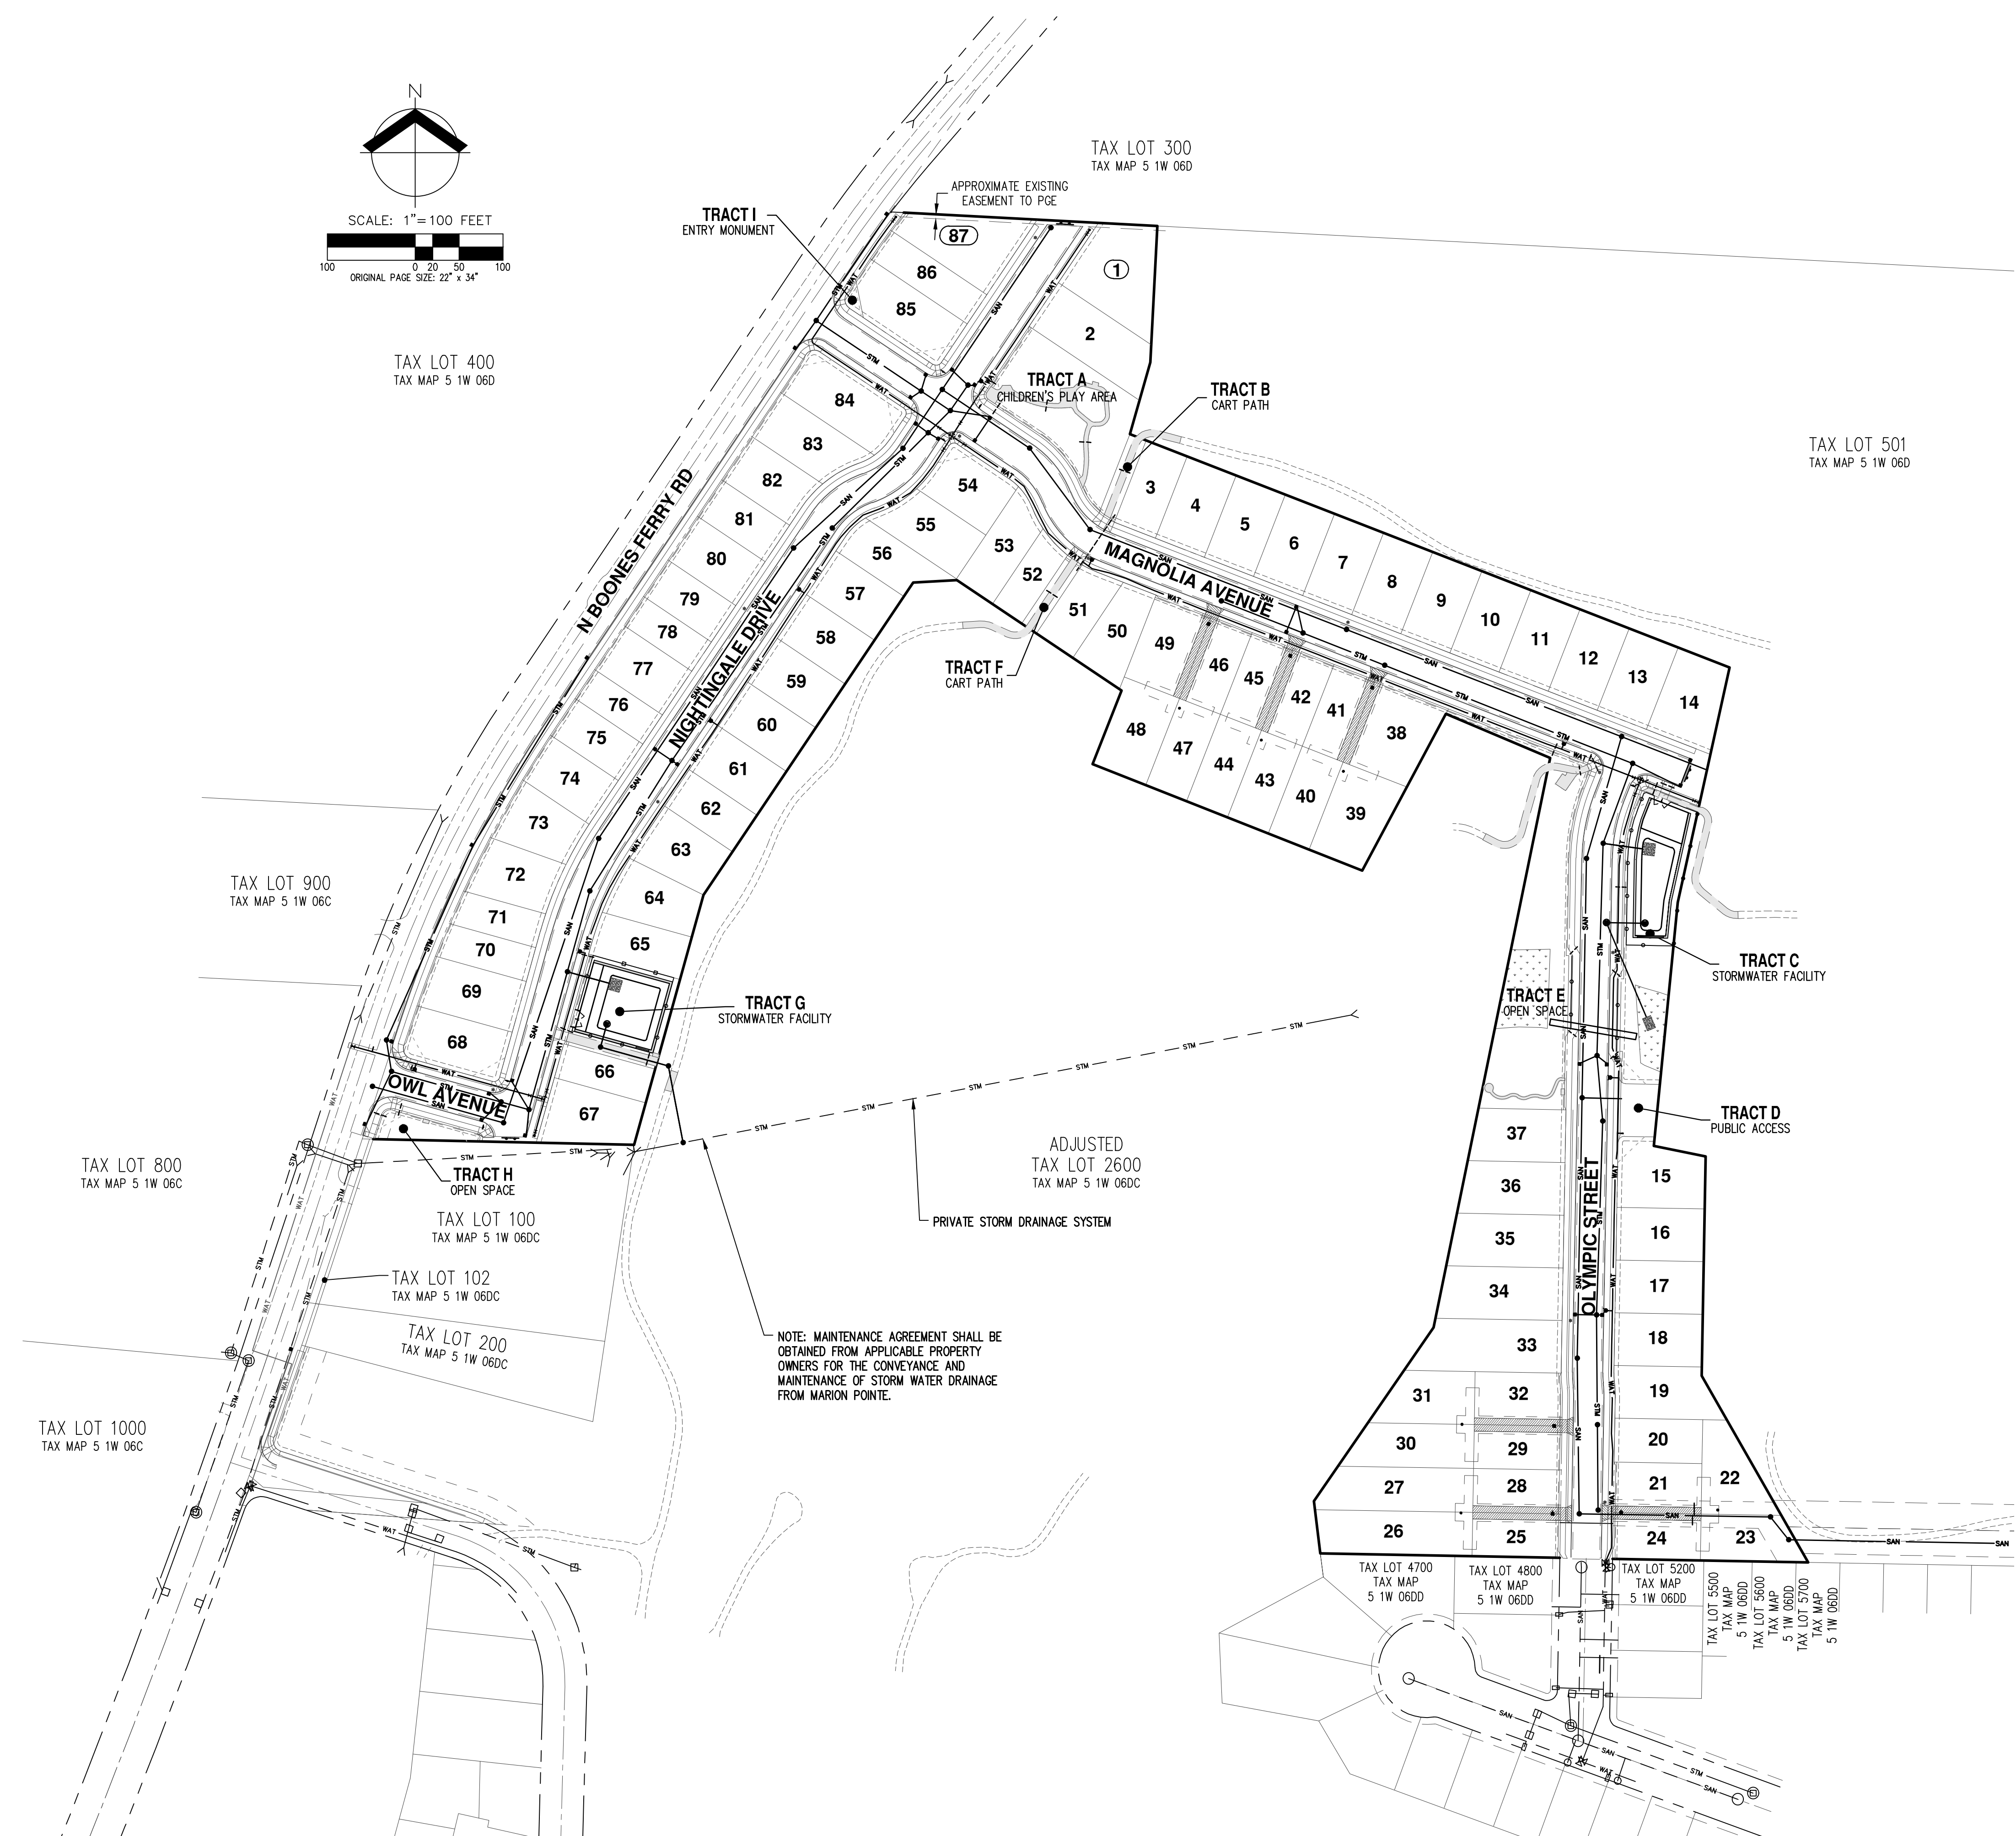 N
SCALE: 1"=100 FEET
100 0 20 50 100
ORIGINAL PAGE SIZE: 22" x 34"
TAX LOT 300
TAX MAP 5 1W 06D
APPROXIMATE EXISTING
EASEMENT TO PGE
TRACT I
ENTRY MONUMENT
87
86
85
1
2
TAX LOT 400
TAX MAP 5 1W 06D
TRACT A
CHILDREN'S PLAY AREA
TRACT B
CART PATH
TAX LOT 501
TAX MAP 5 1W 06D
N BOONES FERRY RD
NIGHTINGALE DRIVE
MAGNOLIA AVENUE
84
83
82
81
80
79
78
77
76
75
74
73
72
71
70
69
68
54
55
53
52
56
57
58
59
60
61
62
63
64
65
66
67
3
4
5
6
7
8
9
10
11
12
13
14
51
50
49
46
45
42
41
38
48
47
44
43
40
39
TRACT F
CART PATH
TRACT G
STORMWATER FACILITY
TRACT C
STORMWATER FACILITY
TRACT E
OPEN SPACE
TRACT D
PUBLIC ACCESS
OWL AVENUE
TRACT H
OPEN SPACE
TAX LOT 900
TAX MAP 5 1W 06C
TAX LOT 800
TAX MAP 5 1W 06C
TAX LOT 1000
TAX MAP 5 1W 06C
TAX LOT 100
TAX MAP 5 1W 06DC
TAX LOT 102
TAX MAP 5 1W 06DC
TAX LOT 200
TAX MAP 5 1W 06DC
ADJUSTED
TAX LOT 2600
TAX MAP 5 1W 06DC
PRIVATE STORM DRAINAGE SYSTEM
NOTE: MAINTENANCE AGREEMENT SHALL BE
OBTAINED FROM APPLICABLE PROPERTY
OWNERS FOR THE CONVEYANCE AND
MAINTENANCE OF STORM WATER DRAINAGE
FROM MARION POINTE.
OLYMPIC STREET
37
36
35
34
33
31
32
30
29
27
28
26
25
15
16
17
18
19
20
21
22
24
23
TAX LOT 4700
TAX MAP
5 1W 06DD
TAX LOT 4800
TAX MAP
5 1W 06DD
TAX LOT 5200
TAX MAP
5 1W 06DD
TAX LOT 5500
TAX MAP
5 1W 06DD
TAX LOT 5600
TAX MAP
5 1W 06DD
TAX LOT 5700
TAX MAP
5 1W 06DD
STM
WAT
SAN